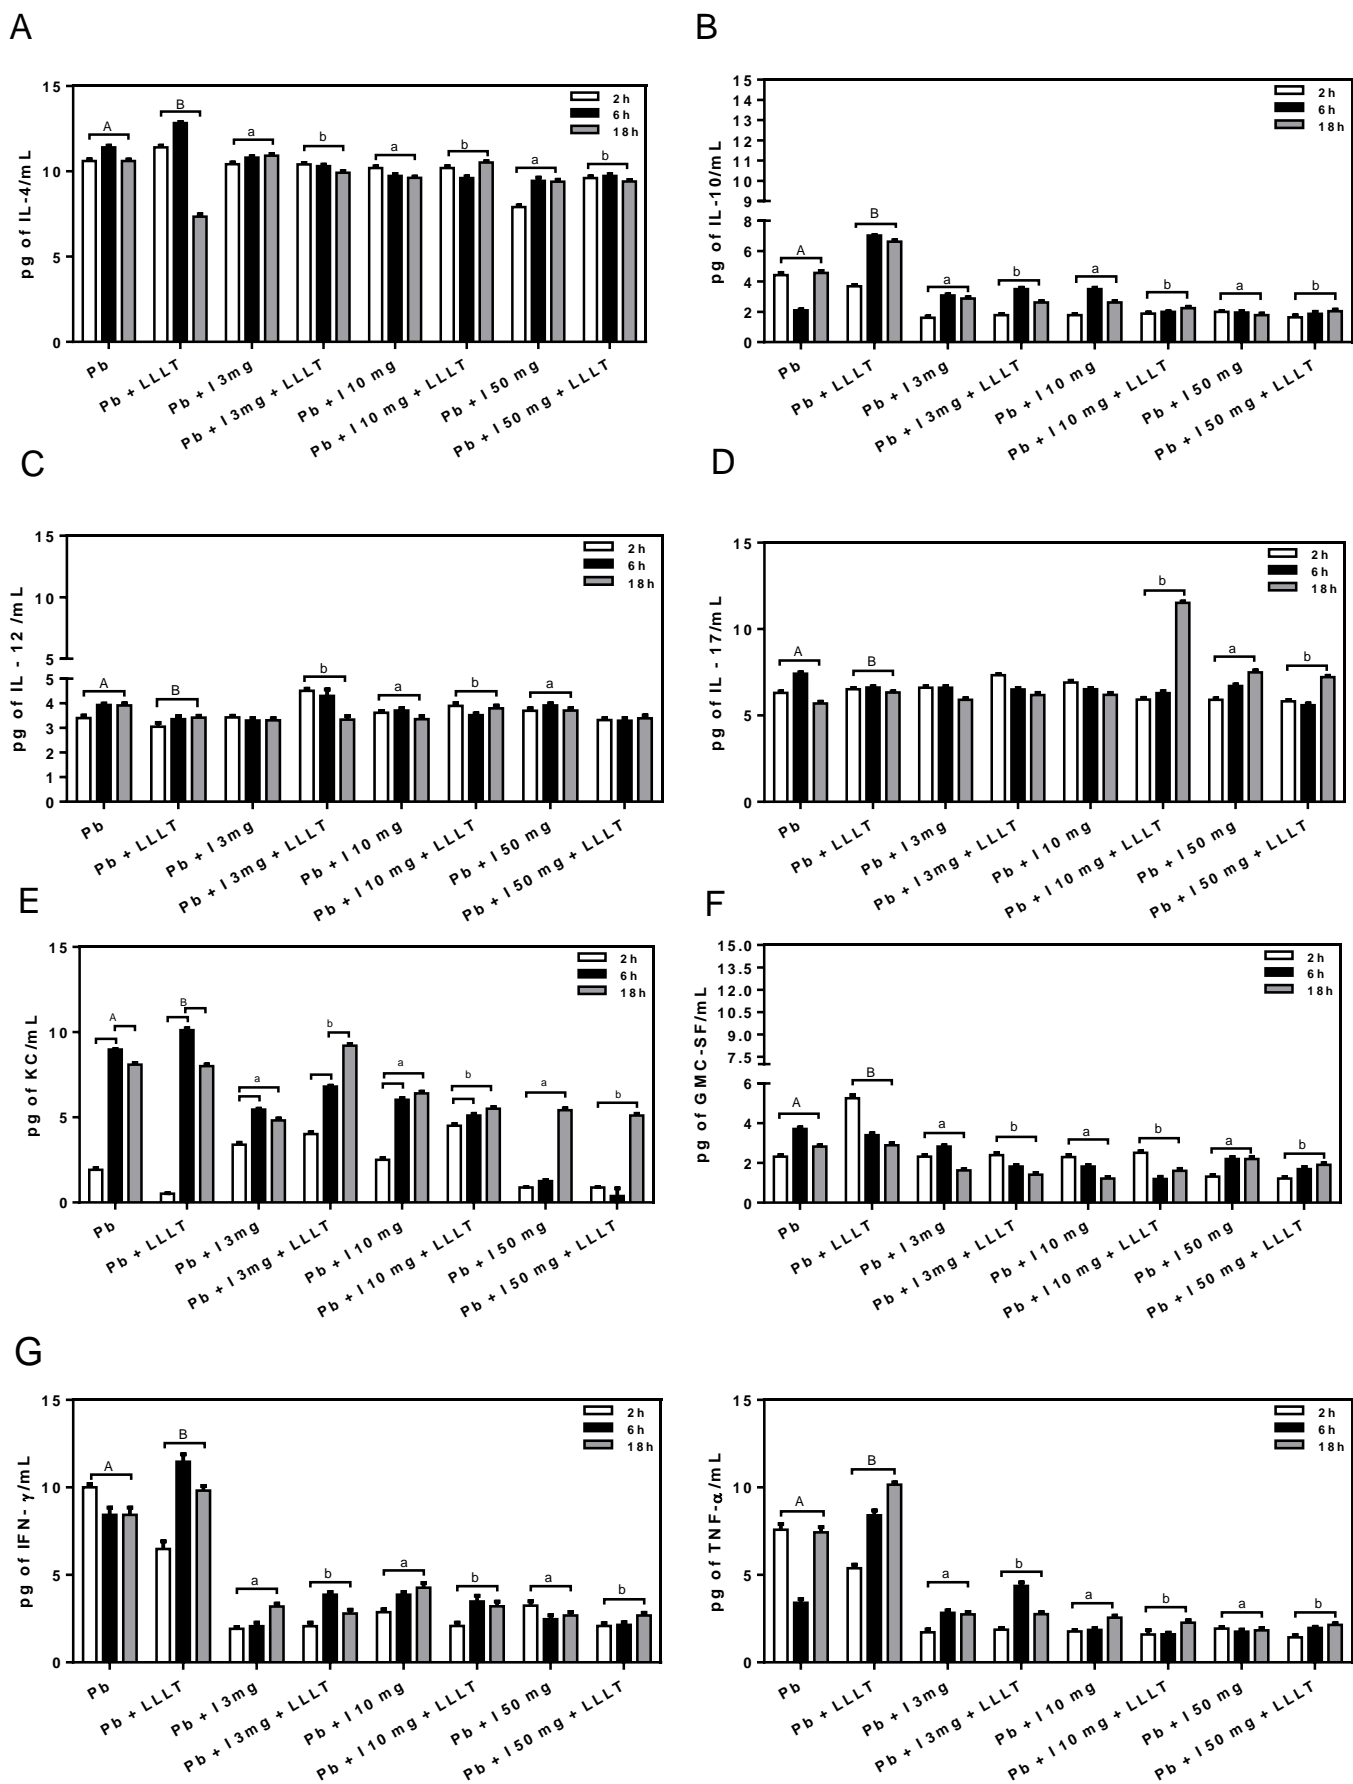 A
pg of IL-4/mL
15
10
5
0
A
B
a
b
a
b
a
b
2h
6h
18h
Pb
Pb + LLLT
Pb + I 3mg
Pb + I 3mg + LLLT
Pb + I 10 mg
Pb + I 10 mg + LLLT
Pb + I 50 mg
Pb + I 50 mg + LLLT
B
pg of IL-10/mL
15
14
13
12
11
10
9
8
6
4
2
0
A
B
a
b
a
b
a
b
2h
6h
18h
Pb
Pb + LLLT
Pb + I 3mg
Pb + I 3mg + LLLT
Pb + I 10 mg
Pb + I 10 mg + LLLT
Pb + I 50 mg
Pb + I 50 mg + LLLT
C
pg of IL - 12 /mL
15
10
5
5
4
3
2
1
0
A
B
b
a
b
a
2h
6h
18h
Pb
Pb + LLLT
Pb + I 3mg
Pb + I 3mg + LLLT
Pb + I 10 mg
Pb + I 10 mg + LLLT
Pb + I 50 mg
Pb + I 50 mg + LLLT
D
pg of IL - 17/mL
15
10
5
0
A
B
b
a
b
2h
6h
18h
Pb
Pb + LLLT
Pb + I 3mg
Pb + I 3mg + LLLT
Pb + I 10 mg
Pb + I 10 mg + LLLT
Pb + I 50 mg
Pb + I 50 mg + LLLT
E
pg of KC/mL
15
10
5
0
A
B
a
b
a
b
a
b
2h
6h
18h
Pb
Pb + LLLT
Pb + I 3mg
Pb + I 3mg + LLLT
Pb + I 10 mg
Pb + I 10 mg + LLLT
Pb + I 50 mg
Pb + I 50 mg + LLLT
F
pg of GMC-SF/mL
15.0
13.5
12.0
10.5
9.0
7.5
6
4
2
0
A
B
a
b
a
b
a
b
2h
6h
18h
Pb
Pb + LLLT
Pb + I 3mg
Pb + I 3mg + LLLT
Pb + I 10 mg
Pb + I 10 mg + LLLT
Pb + I 50 mg
Pb + I 50 mg + LLLT
G
pg of IFN- γ/mL
15
10
5
0
A
B
a
b
a
b
a
b
2h
6h
18h
Pb
Pb + LLLT
Pb + I 3mg
Pb + I 3mg + LLLT
Pb + I 10 mg
Pb + I 10 mg + LLLT
Pb + I 50 mg
Pb + I 50 mg + LLLT
pg of TNF-α/mL
15
10
5
0
A
B
a
b
a
b
a
b
2h
6h
18h
Pb
Pb + LLLT
Pb + I 3mg
Pb + I 3mg + LLLT
Pb + I 10 mg
Pb + I 10 mg + LLLT
Pb + I 50 mg
Pb + I 50 mg + LLLT